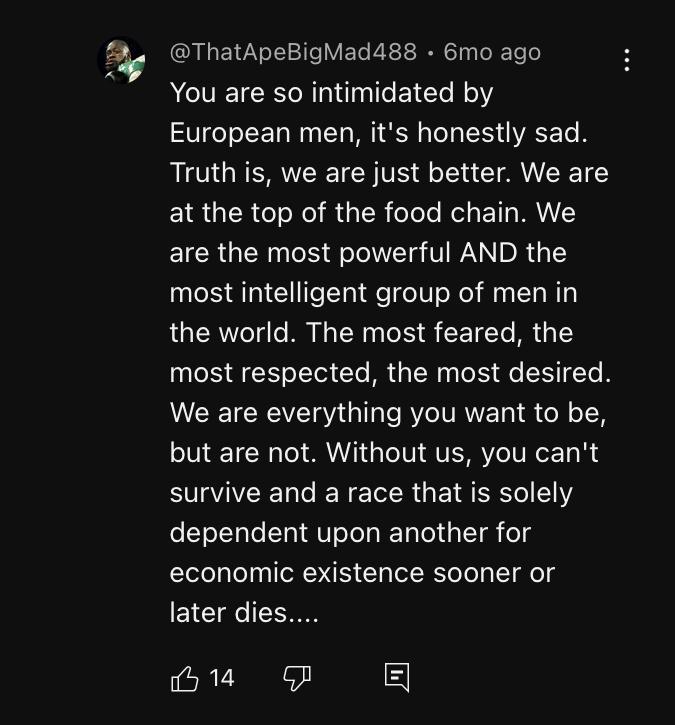 @ThatApeBigMad488 • 6mo ago
You are so intimidated by
European men, it's honestly sad.
Truth is, we are just better. We are
at the top of the food chain. We
are the most powerful AND the
most intelligent group of men in
the world. The most feared, the
most respected, the most desired.
We are everything you want to be,
but are not. Without us, you can't
survive and a race that is solely
dependent upon another for
economic existence sooner or
later dies....
14